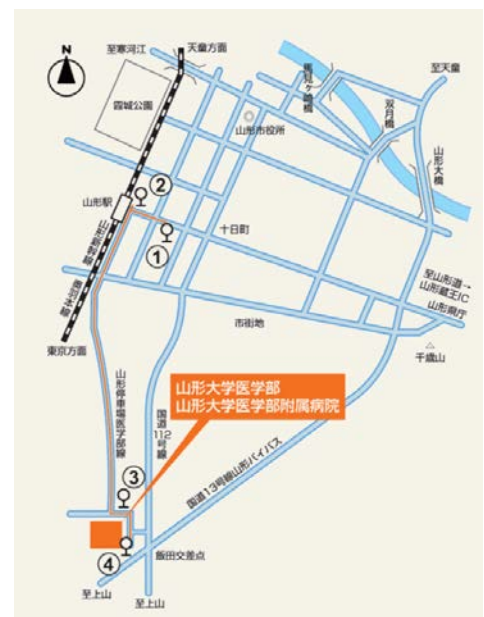 N
至寒河江
天童方面
霞城公園
山形市役所
馬見ヶ崎橋
双月橋
至天童
山形大橋
②
山形駅
①
十日町
山形新幹線
奥羽本線
至山形道→
山形蔵王IC
山形県庁
市街地
千歳山
東京方面
山形大学医学部
山形大学医学部附属病院
山形停車場医学部線
国道112号線
国道13号線山形バイパス
③
④
飯田交差点
至上山
至上山